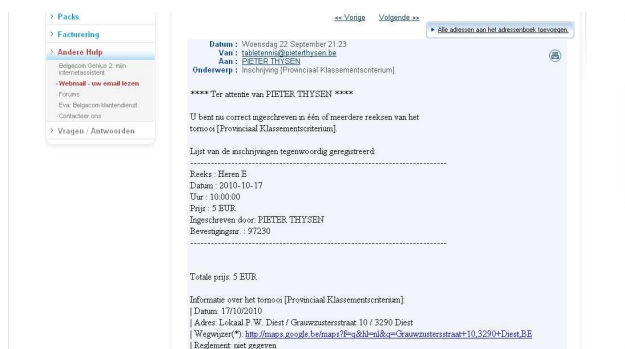 > Packs
<< Vorige Volgende >>
> Facturering
Alle adressen aan het adressenboek toevoegen.
> Andere Hulp
Datum : Woensdag 22 September 21:23
Van : tabletennis@pieterthysen.be
Aan : PIETER THYSEN
Onderwerp : Inschrijving [Provinciaal Klassementscriterium]
Belgacom Genius 2: mijn
internetassistent
Webmail - uw email lezen
Forums
Eva: Belgacom klantendienst
Contacteer ons
> Vragen / Antwoorden
**** Ter attentie van PIETER THYSEN ****
U bent nu correct ingeschreven in één of meerdere reeksen van het
tornooi [Provinciaal Klassementscriterium].
Lijst van de inschrijvingen tegenwoordig geregistreerd:
Reeks : Heren E
Datum : 2010-10-17
Uur : 10:00:00
Prijs : 5 EUR
Ingeschreven door: PIETER THYSEN
Bevestigingsnr. : 97230
Totale prijs: 5 EUR
Informatie over het tornooi [Provinciaal Klassementscriterium]:
| Datum: 17/10/2010
| Adres: Lokaal P.W. Diest / Grauwzustersstraat 10 / 3290 Diest
| Wegwijzer(*): http://maps.google.be/maps?f=q&hl=nl&q=Grauwzustersstraat+10,3290+Diest,BE
| Reglement: niet gegeven